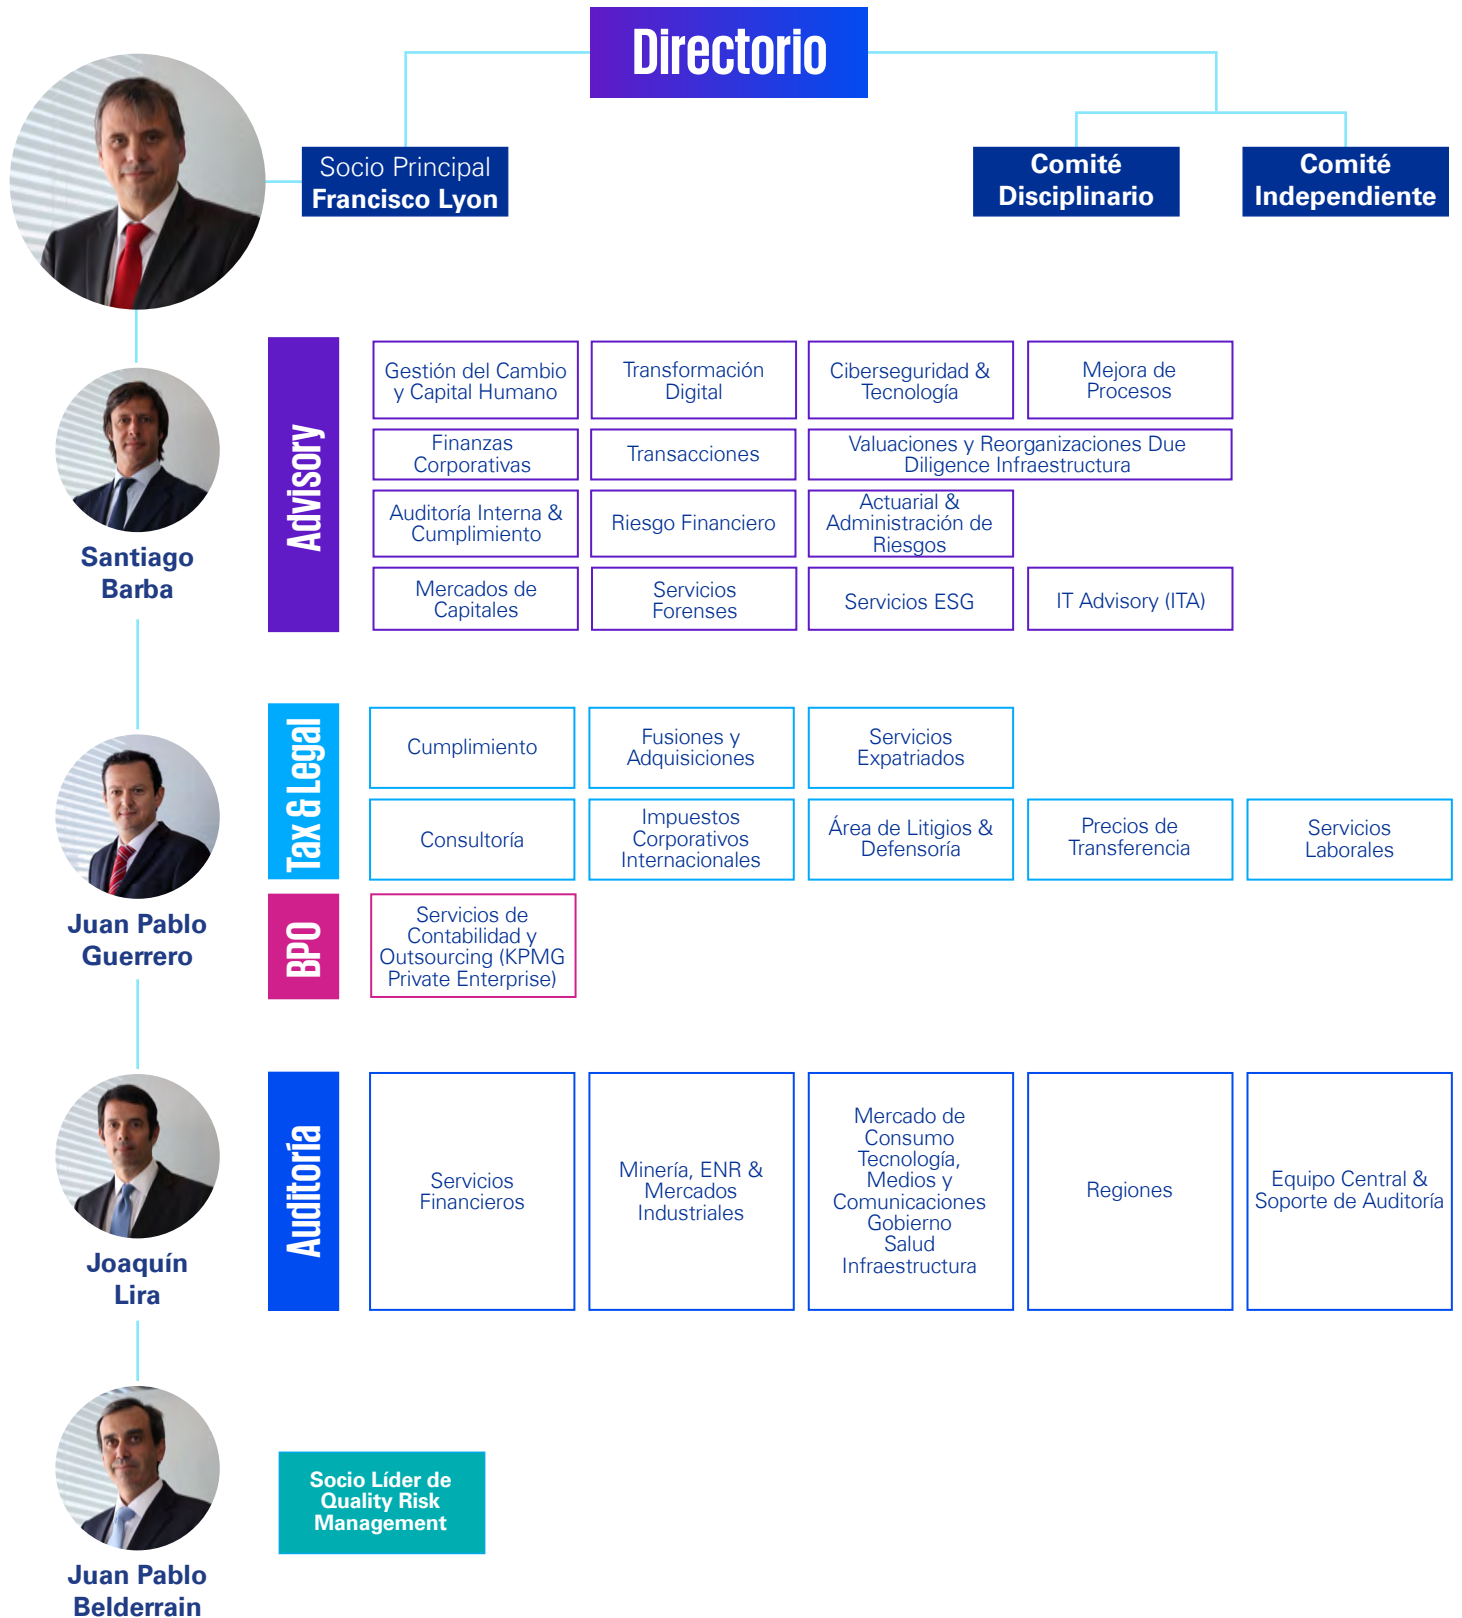 Directorio
Socio Principal
Francisco Lyon
Comité
Disciplinario
Comité
Independiente
Santiago
Barba
Advisory
Gestión del Cambio
y Capital Humano
Transformación
Digital
Ciberseguridad &
Tecnología
Mejora de
Procesos
Finanzas
Corporativas
Transacciones
Valuaciones y Reorganizaciones Due
Diligence Infraestructura
Auditoría Interna &
Cumplimiento
Riesgo Financiero
Actuarial &
Administración de
Riesgos
Mercados de
Capitales
Servicios
Forenses
Servicios ESG
IT Advisory (ITA)
Juan Pablo
Guerrero
Tax & Legal
Cumplimiento
Fusiones y
Adquisiciones
Servicios
Expatriados
Consultoría
Impuestos
Corporativos
Internacionales
Área de Litigios &
Defensoría
Precios de
Transferencia
Servicios
Laborales
BPO
Servicios de
Contabilidad y
Outsourcing (KPMG
Private Enterprise)
Joaquín
Lira
Auditoría
Servicios
Financieros
Minería, ENR &
Mercados
Industriales
Mercado de
Consumo
Tecnología,
Medios y
Comunicaciones
Gobierno
Salud
Infraestructura
Regiones
Equipo Central &
Soporte de Auditoría
Juan Pablo
Belderrain
Socio Líder de
Quality Risk
Management